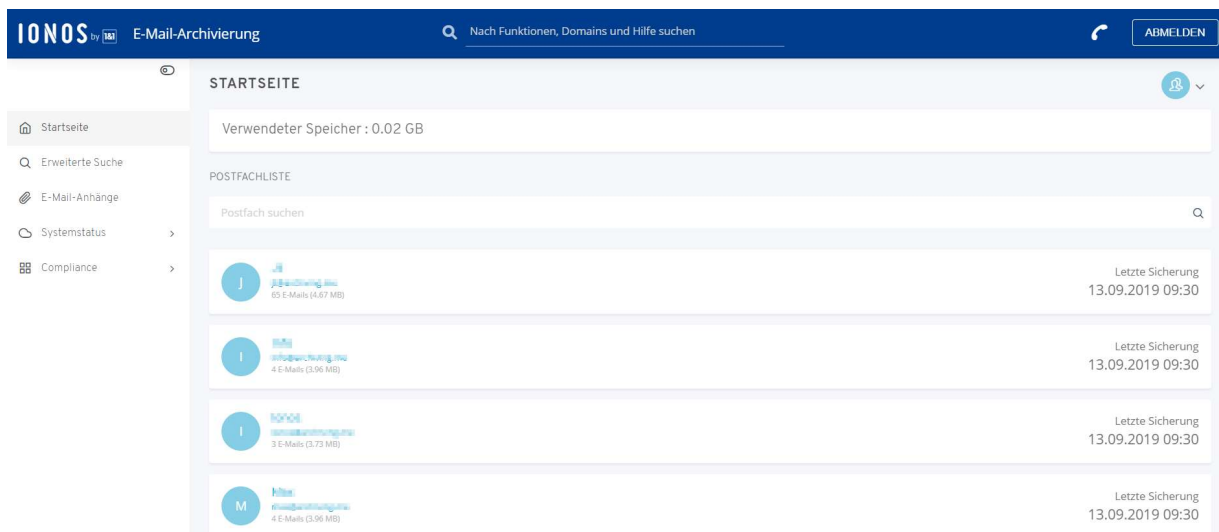 IONOS by 1&1 E-Mail-Archivierung
Nach Funktionen, Domains und Hilfe suchen
ABMELDEN
STARTSEITE
Startseite
Erweiterte Suche
E-Mail-Anhänge
Systemstatus
Compliance
Verwendeter Speicher : 0.02 GB
POSTFACHLISTE
Postfach suchen
J
65 E-Mails (4.67 MB)
Letzte Sicherung
13.09.2019 09:30
I
4 E-Mails (3.96 MB)
Letzte Sicherung
13.09.2019 09:30
I
3 E-Mails (3.73 MB)
Letzte Sicherung
13.09.2019 09:30
M
4 E-Mails (3.96 MB)
Letzte Sicherung
13.09.2019 09:30